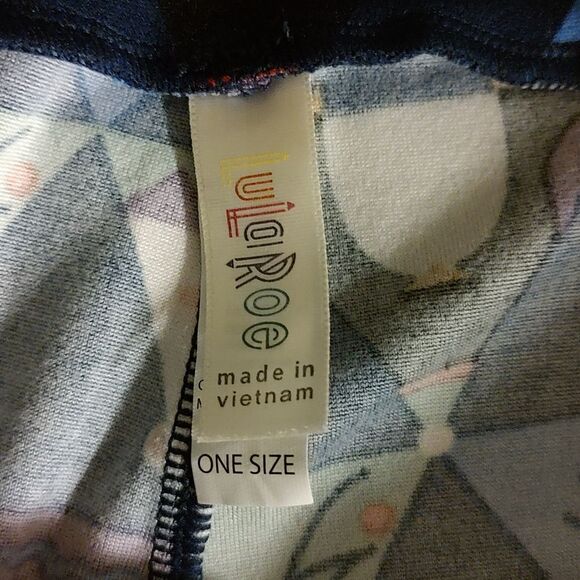 LuLaRoe
made in
vietnam
ONE SIZE